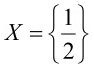 X = {1/2}